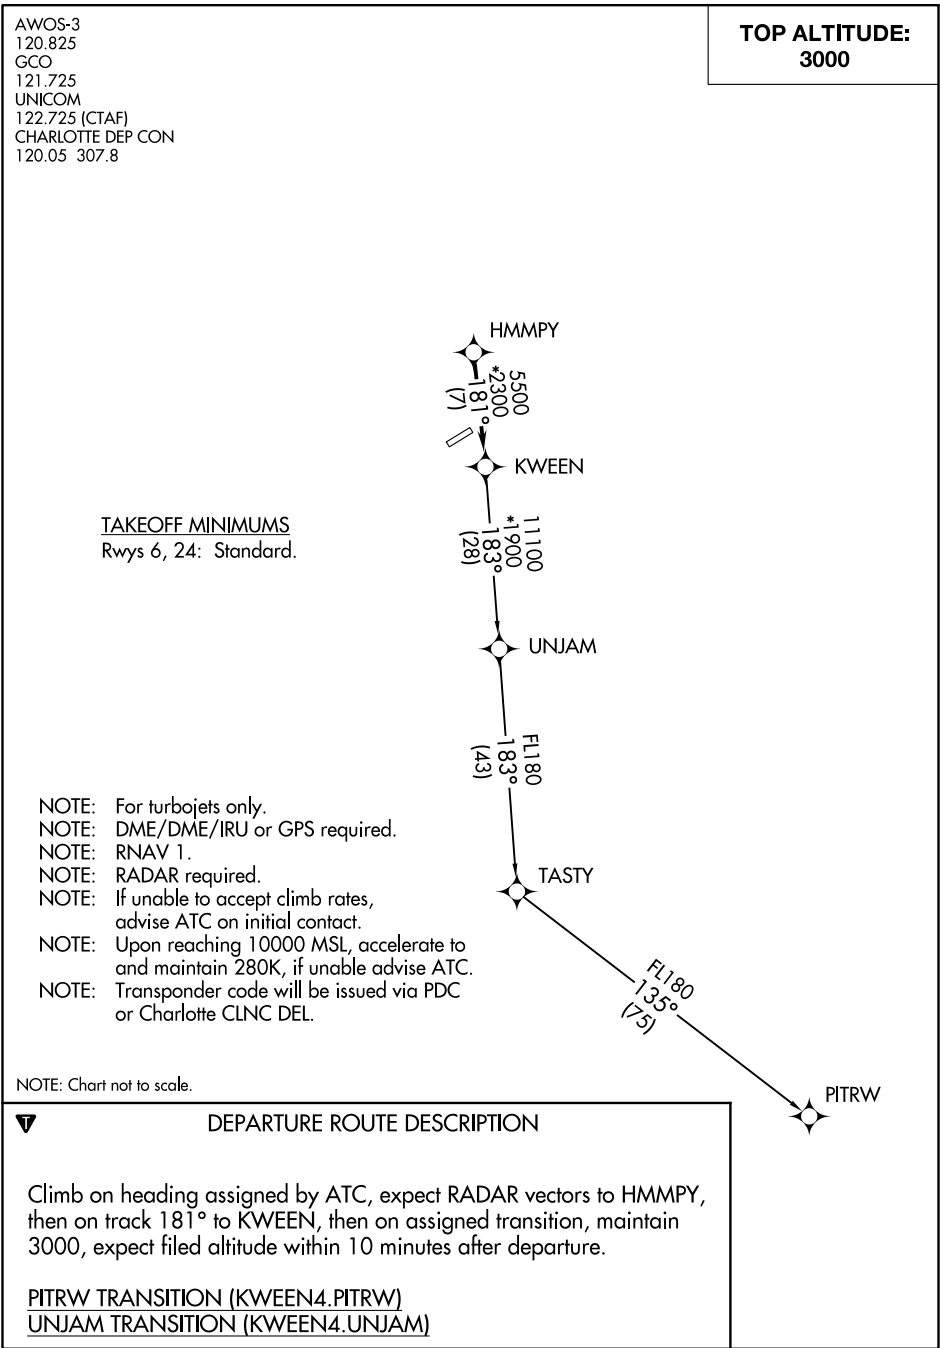 AWOS-3
120.825
GCO
121.725
UNICOM
122.725 (CTAF)
CHARLOTTE DEP CON
120.05 307.8
TOP ALTITUDE:
3000
HMMPY
5500
*2300
181°
(7)
KWEEN
TAKEOFF MINIMUMS
Rwys 6, 24: Standard.
11100
*1900
183°
(28)
UNJAM
FL180
183°
(43)
TASTY
NOTE: For turbojets only.
NOTE: DME/DME/IRU or GPS required.
NOTE: RNAV 1.
NOTE: RADAR required.
NOTE: If unable to accept climb rates,
advise ATC on initial contact.
NOTE: Upon reaching 10000 MSL, accelerate to
and maintain 280K, if unable advise ATC.
NOTE: Transponder code will be issued via PDC
or Charlotte CLNC DEL.
FL180
135°
(75)
PITRW
NOTE: Chart not to scale.
T
DEPARTURE ROUTE DESCRIPTION
Climb on heading assigned by ATC, expect RADAR vectors to HMMPY,
then on track 181° to KWEEN, then on assigned transition, maintain
3000, expect filed altitude within 10 minutes after departure.
PITRW TRANSITION (KWEEN4.PITRW)
UNJAM TRANSITION (KWEEN4.UNJAM)